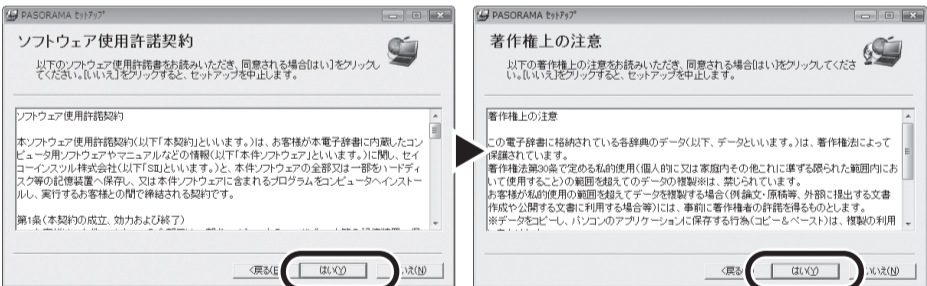 PASORAMA セットアップ
ソフトウェア使用許諾契約
以下のソフトウェア使用許諾書をお読みいただき、同意される場合[はい]をクリックし
てください。[いいえ]をクリックすると、セットアップを中止します。
ソフトウェア使用許諾契約
本ソフトウェア使用許諾契約(以下「本契約」といいます。)は、お客様が本電子辞書に内蔵したコン
ピュータ用ソフトウェアやマニュアルなどの情報(以下「本件ソフトウェア」といいます。)に関し、セイ
コーインスツル株式会社(以下「SII」といいます。)と、本件ソフトウェアの全部又は一部をハードディ
スク等の記憶装置へ保存し、又は本件ソフトウェアに含まれるプログラムをコンピュータへインストー
ルし、実行するお客様との間で締結される契約です。
第1条(本契約の成立、効力および終了)
<戻る(B
はい(Y)
いえ(N)
PASORAMA セットアップ
著作権上の注意
以下の著作権上の注意をお読みいただき、同意される場合[はい]をクリックしてくださ
い。[いいえ]をクリックすると、セットアップを中止します。
著作権上の注意
この電子辞書に格納されている各辞典のデータ(以下、データといいます。)は、著作権法によって
保護されています。
著作権法第30条で定める私的使用(個人的に又は家庭内その他これに準ずる限られた範囲内にお
いて使用すること)の範囲を超えてのデータの複製※は、禁じられています。
お客様が私的使用の範囲を超えてデータを複製する場合(例:論文・原稿等、外部に提出する文書
作成や公開する文書に利用する場合等)には、事前に著作権者の許諾を得るものとします。
※データをコピーし、パソコンのアプリケーションに保存する行為(コピー&ペースト)は、複製の利用
<戻る
はい(Y)
いいえ(N)